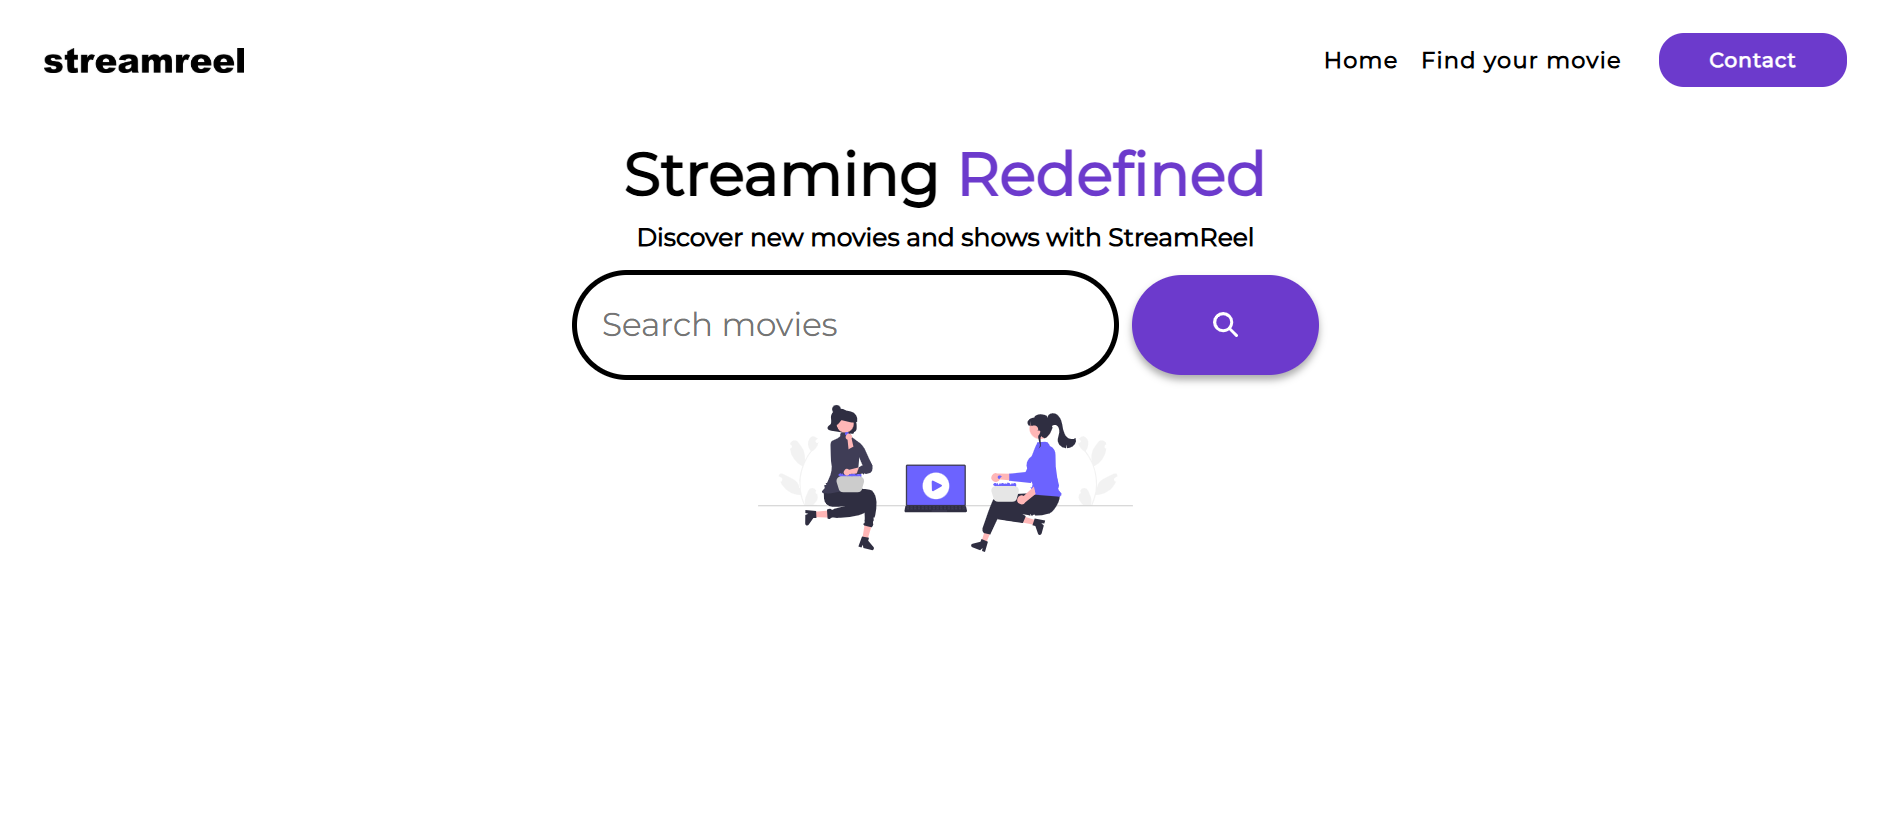 streamreel
Home Find your movie Contact
Streaming Redefined
Discover new movies and shows with StreamReel
Search movies